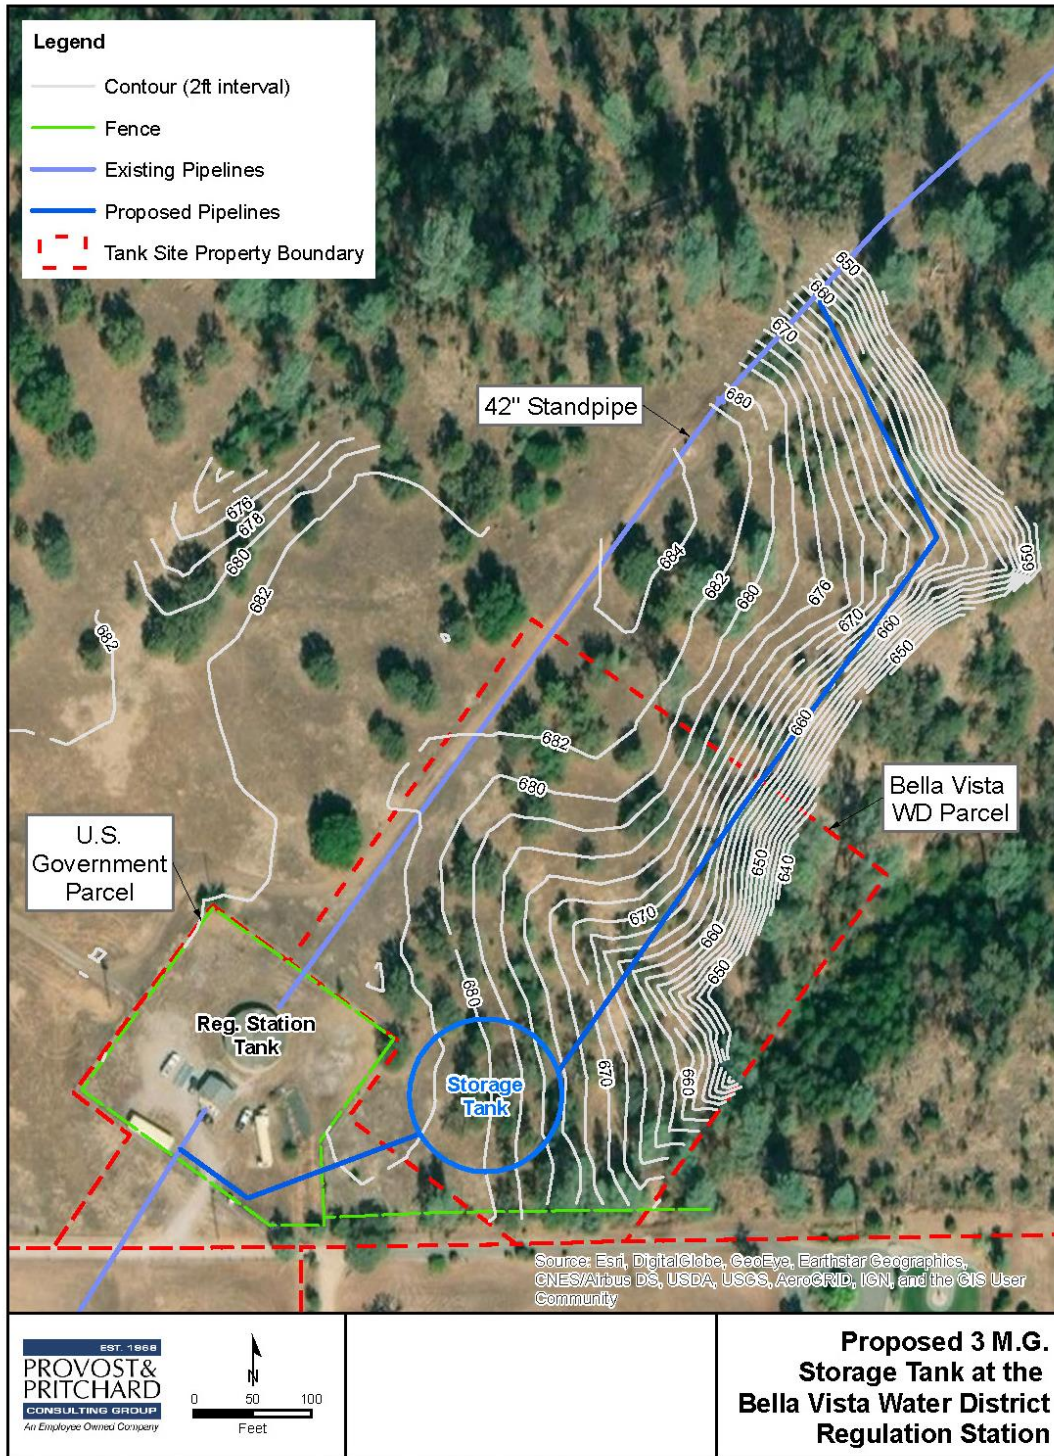 Legend
Contour (2ft interval)
Fence
Existing Pipelines
Proposed Pipelines
Tank Site Property Boundary
650
660
670
680
42" Standpipe
676
678
680
682
684
682
680
676
670
660
650
650
682
660
682
680
Bella Vista
WD Parcel
U.S.
Government
Parcel
650
640
670
660
650
680
Reg. Station
Tank
Storage
Tank
670
660
Source: Esri, DigitalGlobe, GeoEye, Earthstar Geographics,
CNES/Airbus DS, USDA, USGS, AeroGRID, IGN, and the GIS User
Community
EST. 1968
PROVOST&
PRITCHARD
CONSULTING GROUP
An Employee Owned Company
N
0 50 100
Feet
Proposed 3 M.G.
Storage Tank at the
Bella Vista Water District
Regulation Station